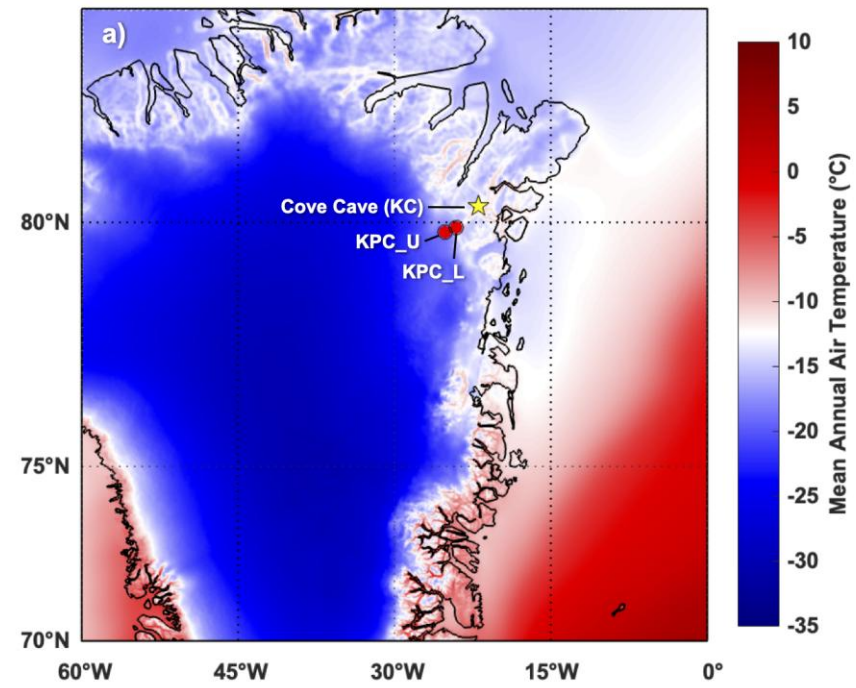 a)
Cove Cave (KC)
KPC_U
KPC_L
80°N
75°N
70°N
60°W
45°W
30°W
15°W
0°
10
5
0
-5
-10
-15
-20
-25
-30
-35
Mean Annual Air Temperature (°C)